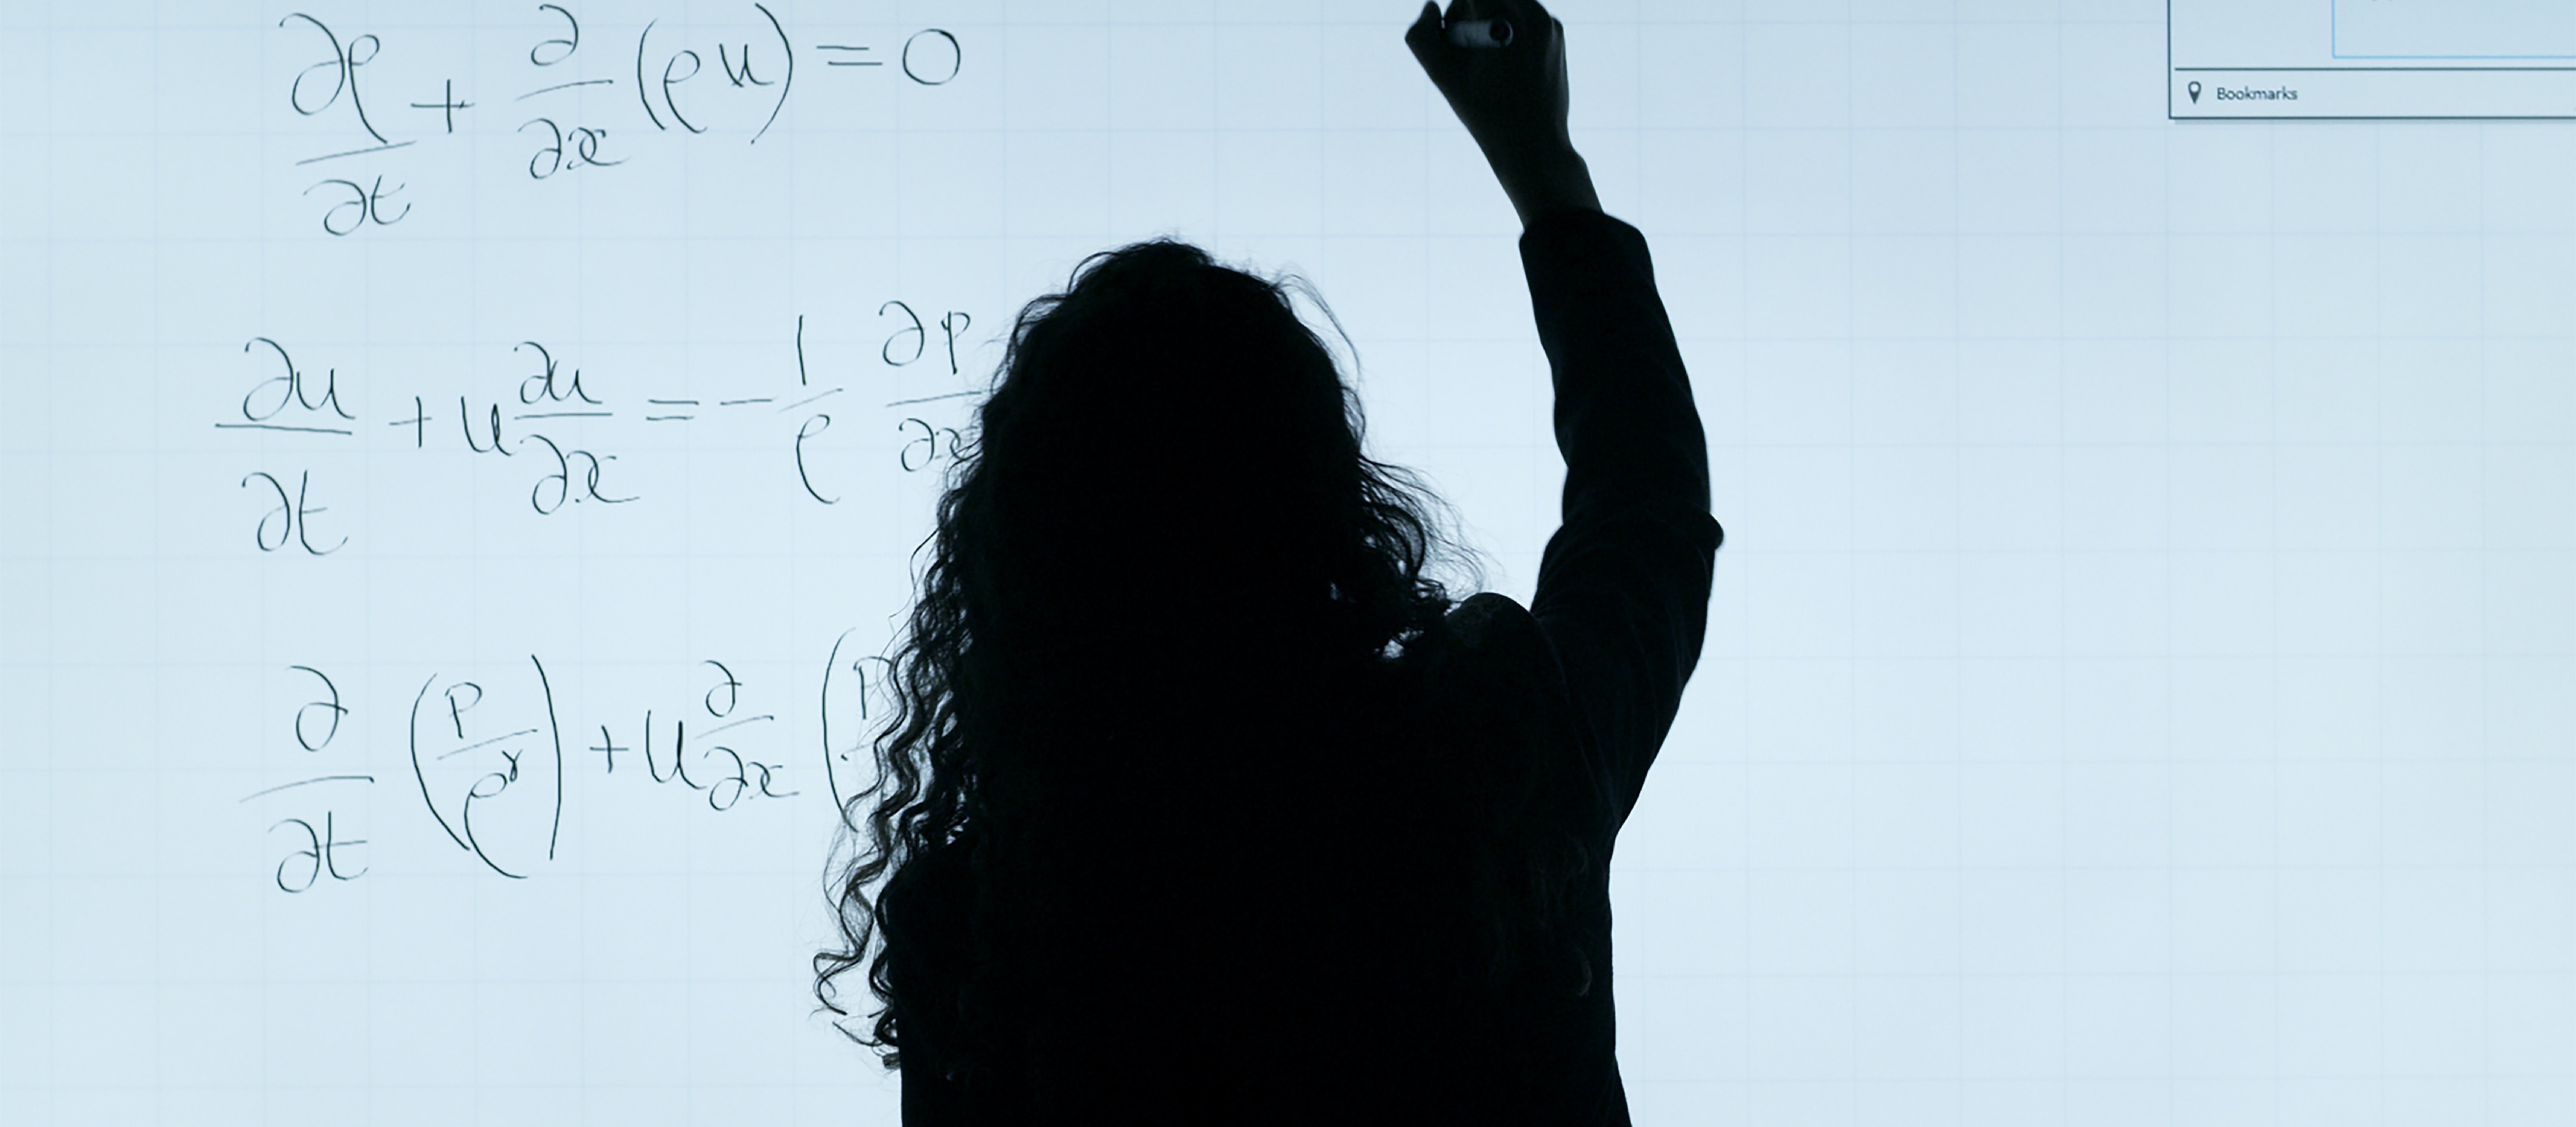 ∂ρ/∂t + ∂/∂x (ρu) = 0
Bookmarks
∂u/∂t + u ∂u/∂x = - 1/ρ ∂p/∂x
∂/∂t (p/ρ^γ) + u ∂/∂x (p